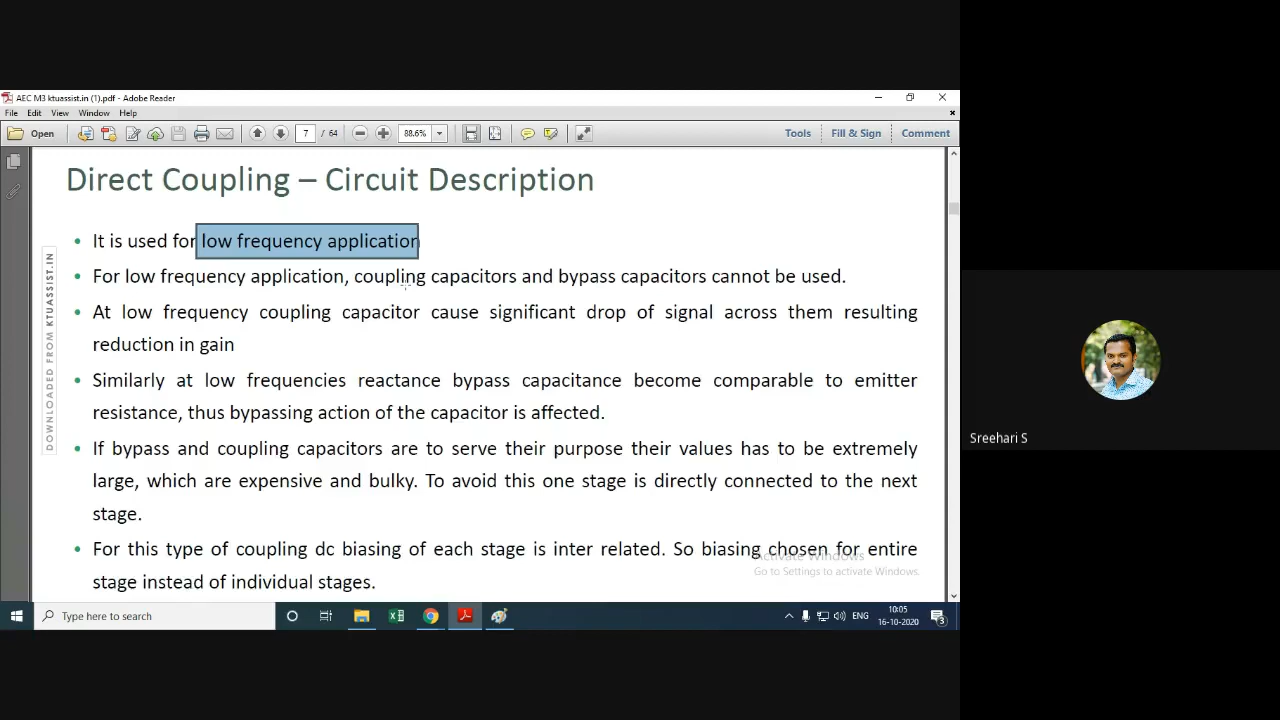 AEC M3 ktuassist.in (1).pdf - Adobe Reader
File Edit View Window Help
Open 7 / 64 88.6% Tools Fill & Sign Comment
Direct Coupling – Circuit Description
• It is used for low frequency application
• For low frequency application, coupling capacitors and bypass capacitors cannot be used.
• At low frequency coupling capacitor cause significant drop of signal across them resulting
reduction in gain
• Similarly at low frequencies reactance bypass capacitance become comparable to emitter
resistance, thus bypassing action of the capacitor is affected.
• If bypass and coupling capacitors are to serve their purpose their values has to be extremely
large, which are expensive and bulky. To avoid this one stage is directly connected to the next
stage.
• For this type of coupling dc biasing of each stage is inter related. So biasing chosen for entire
stage instead of individual stages.
DOWNLOADED FROM KTUASSIST.IN
Activate Windows
Go to Settings to activate Windows.
Type here to search
ENG
10:05
16-10-2020
3
Sreehari S